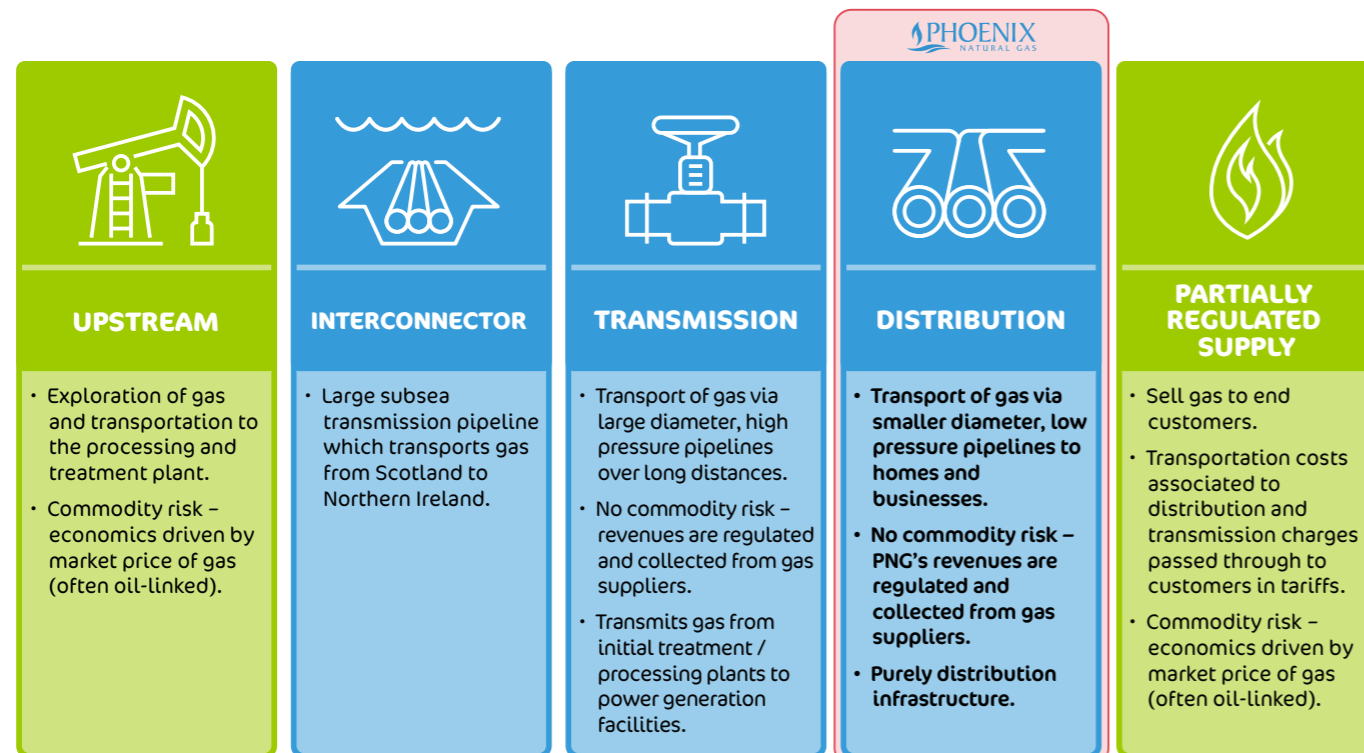 PHOENIX
NATURAL GAS
UPSTREAM
• Exploration of gas
and transportation to
the processing and
treatment plant.
• Commodity risk –
economics driven by
market price of gas
(often oil-linked).
INTERCONNECTOR
• Large subsea
transmission pipeline
which transports gas
from Scotland to
Northern Ireland.
TRANSMISSION
• Transport of gas via
large diameter, high
pressure pipelines
over long distances.
• No commodity risk –
revenues are regulated
and collected from gas
suppliers.
• Transmits gas from
initial treatment /
processing plants to
power generation
facilities.
DISTRIBUTION
• Transport of gas via
smaller diameter, low
pressure pipelines to
homes and
businesses.
• No commodity risk –
PNG's revenues are
regulated and
collected from gas
suppliers.
• Purely distribution
infrastructure.
PARTIALLY
REGULATED
SUPPLY
• Sell gas to end
customers.
• Transportation costs
associated to
distribution and
transmission charges
passed through to
customers in tariffs.
• Commodity risk –
economics driven by
market price of gas
(often oil-linked).